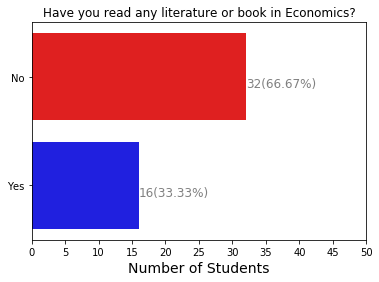 Have you read any literature or book in Economics?
No
32(66.67%)
Yes
16(33.33%)
0 5 10 15 20 25 30 35 40 45 50
Number of Students